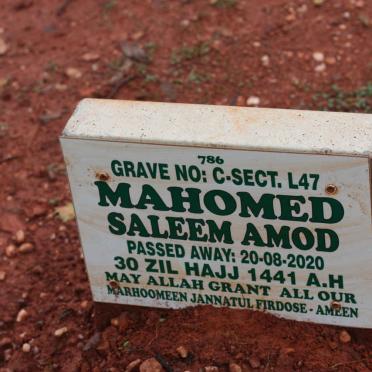 786
GRAVE NO: C-SECT. L47
MAHOMED
SALEEM AMOD
PASSED AWAY: 20-08-2020
30 ZIL HAJJ 1441 A.H
MAY ALLAH GRANT ALL OUR
MARHOOMEEN JANNATUL FIRDOSE - AMEEN